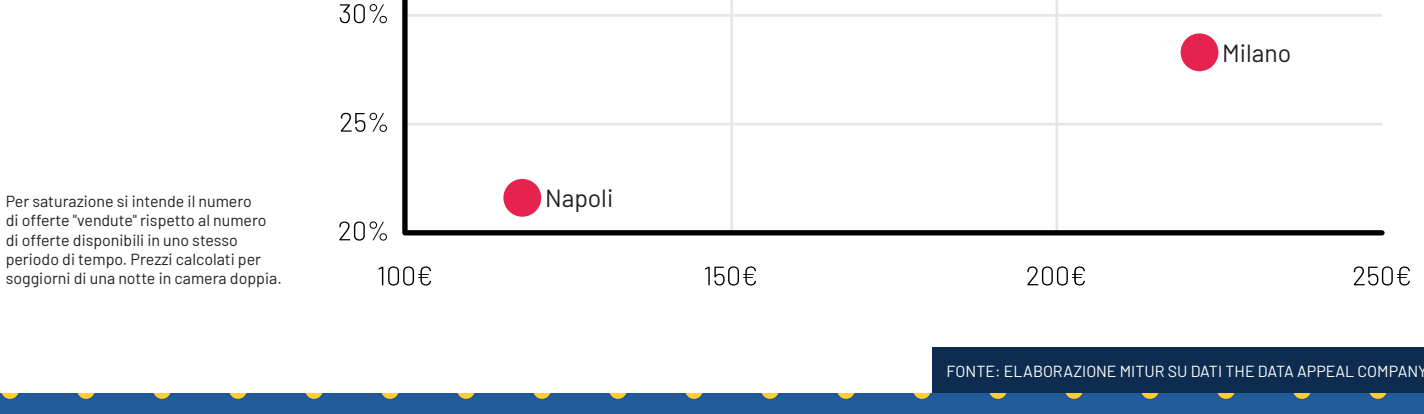 30%
Milano
25%
Napoli
20%
100€ 150€ 200€ 250€
Per saturazione si intende il numero
di offerte "vendute" rispetto al numero
di offerte disponibili in uno stesso
periodo di tempo. Prezzi calcolati per
soggiorni di una notte in camera doppia.
FONTE: ELABORAZIONE MITUR SU DATI THE DATA APPEAL COMPANY